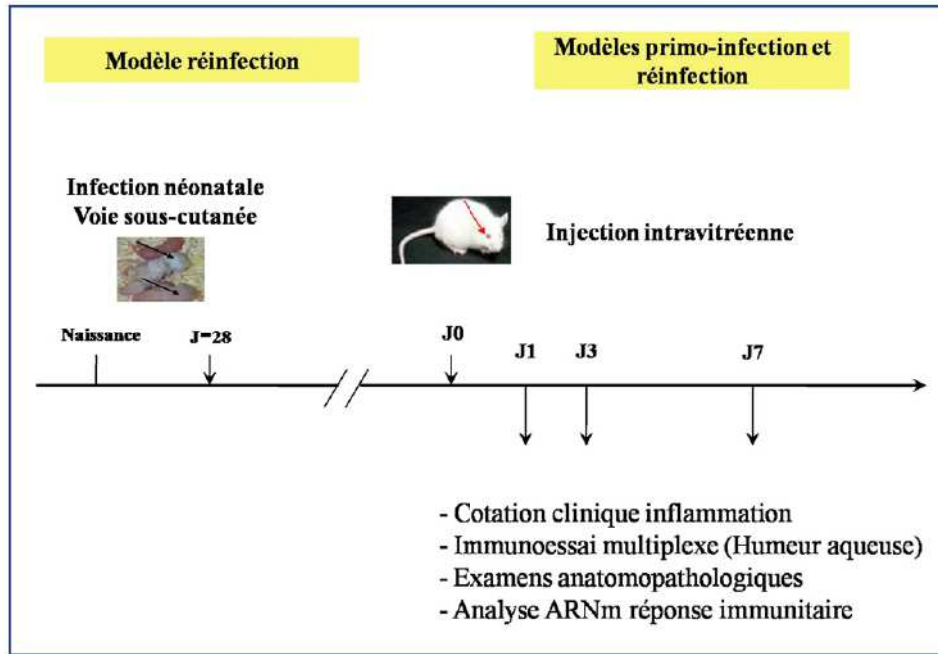 Modèle réinfection
Modèles primo-infection et
réinfection
Infection néonatale
Voie sous-cutanée
Injection intravitréenne
Naissance
J=28
J0
J1
J3
J7
- Cotation clinique inflammation
- Immunoessai multiplexe (Humeur aqueuse)
- Examens anatomopathologiques
- Analyse ARNm réponse immunitaire